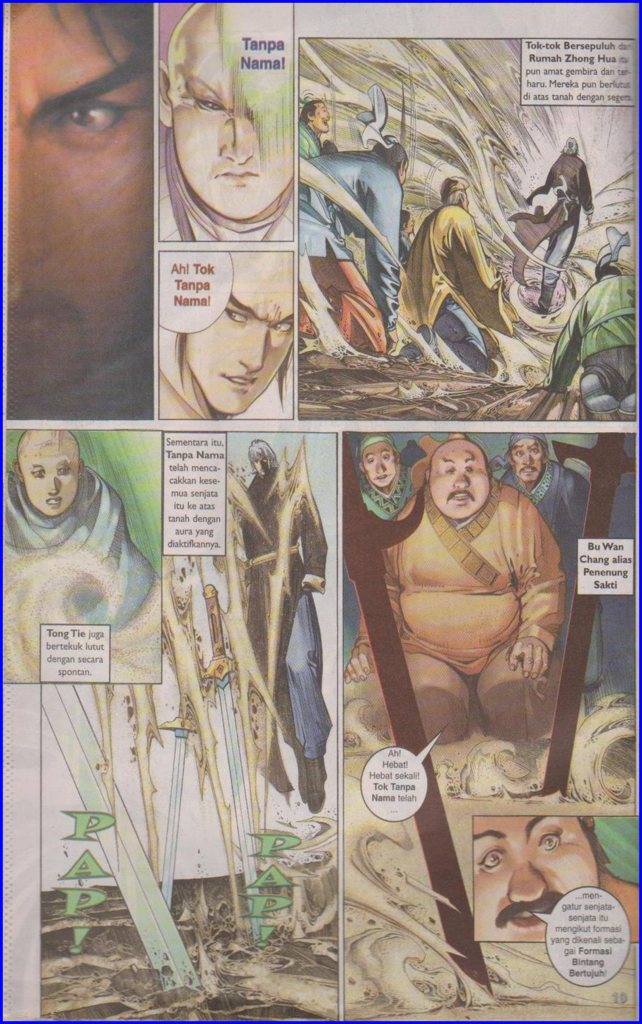 Tanpa
Nama!
Tok-tok Bersepuluh dari
Rumah Zhong Hua itu
pun amat gembira dan ter-
haru. Mereka pun berlutut
di atas tanah dengan segera.
Ah! Tok
Tanpa
Nama!
Sementara itu,
Tanpa Nama
telah menca-
cakkan kese-
mua senjata
itu ke atas
tanah dengan
aura yang
diaktifkannya.
Tong Tie juga
bertekuk lutut
dengan secara
spontan.
PAP!
PAP!
Bu Wan
Chang alias
Penenung
Sakti
Ah!
Hebat!
Hebat sekali!
Tok Tanpa
Nama telah
...
...men-
gatur senjata-
senjata itu
mengikut formasi
yang dikenali seba-
gai Formasi
Bintang
Bertujuh!
19